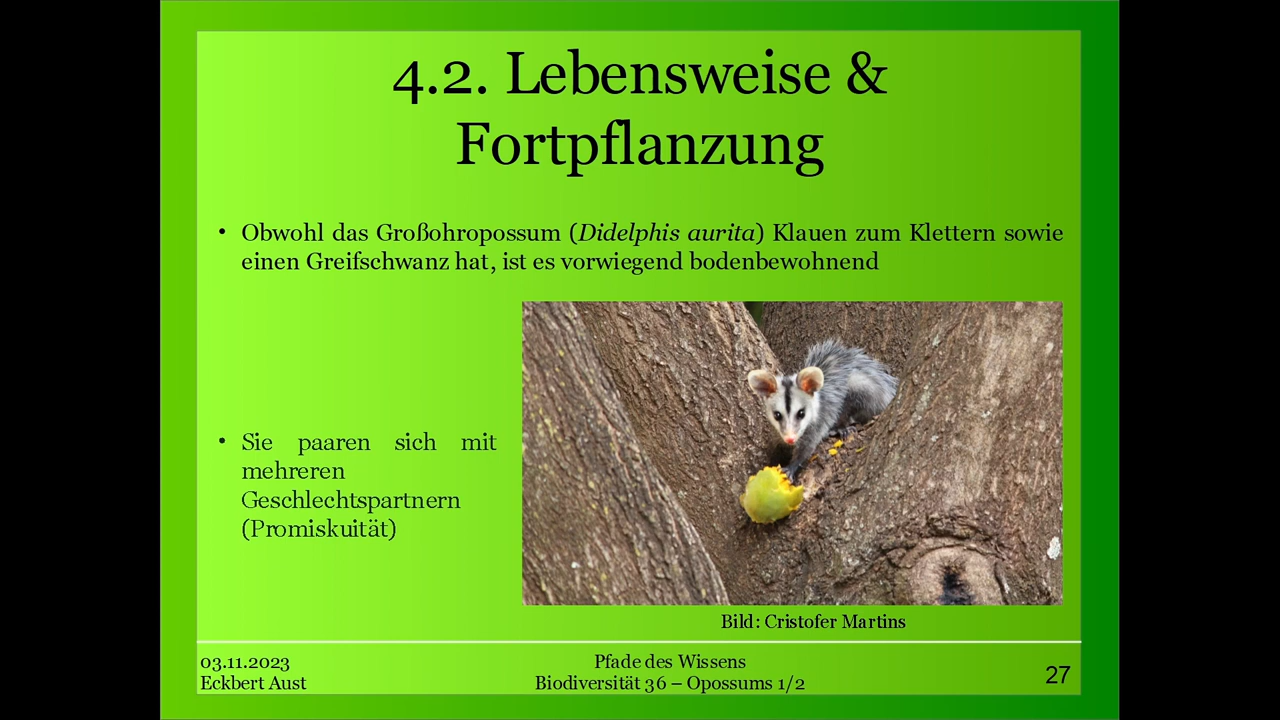 4.2. Lebensweise &
Fortpflanzung
• Obwohl das Großohropossum (Didelphis aurita) Klauen zum Klettern sowie
einen Greifschwanz hat, ist es vorwiegend bodenbewohnend
• Sie paaren sich mit
mehreren
Geschlechtspartnern
(Promiskuität)
Bild: Cristofer Martins
03.11.2023
Eckbert Aust
Pfade des Wissens
Biodiversität 36 – Opossums 1/2
27